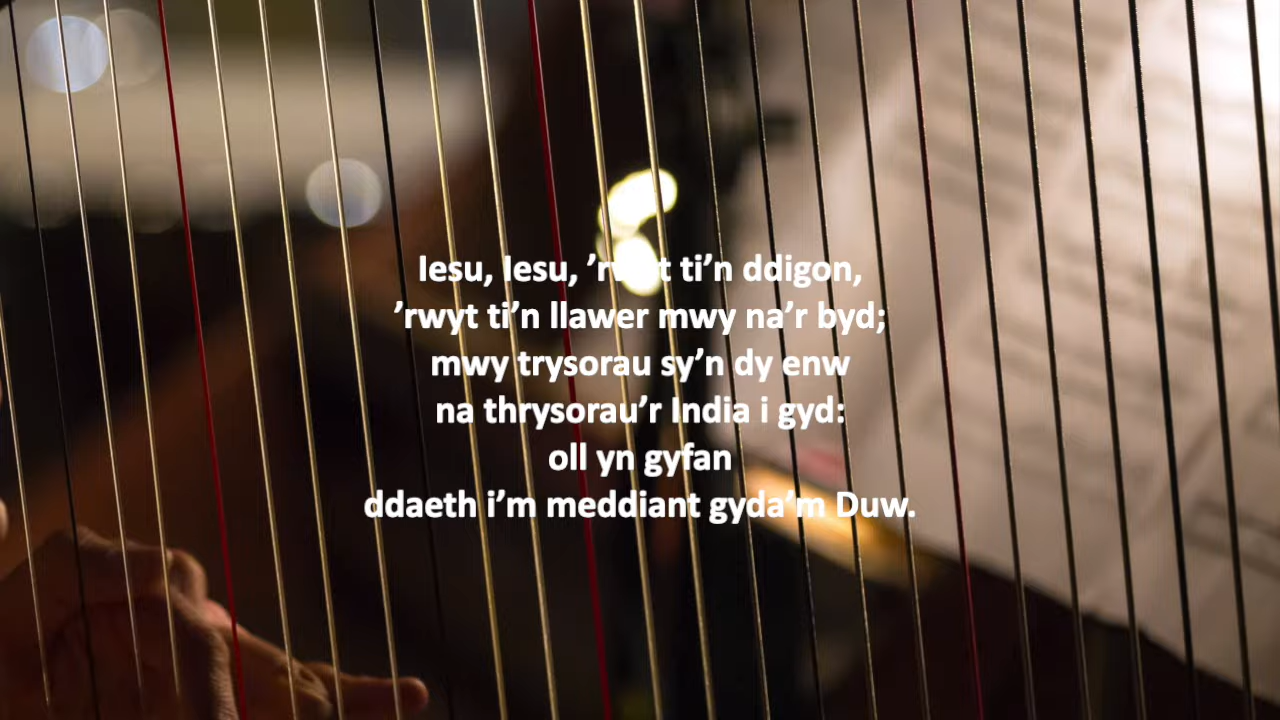 Iesu, Iesu, ’rwyt ti’n ddigon,
’rwyt ti’n llawer mwy na’r byd;
mwy trysorau sy’n dy enw
na thrysorau’r India i gyd:
oll yn gyfan
ddaeth i’m meddiant gyda’m Duw.